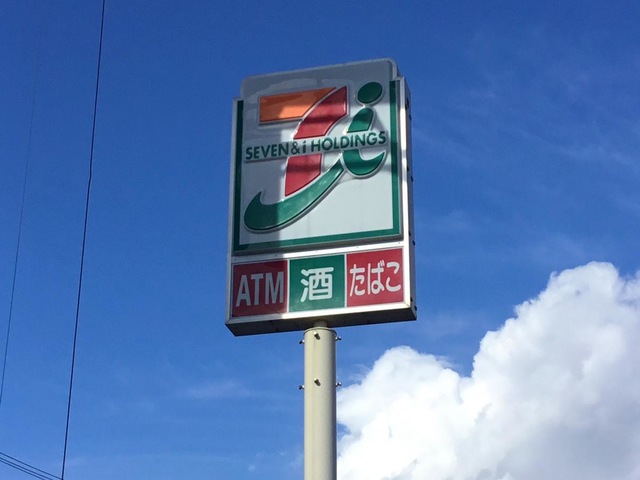 SEVEN&i HOLDINGS
ATM 酒 たばこ